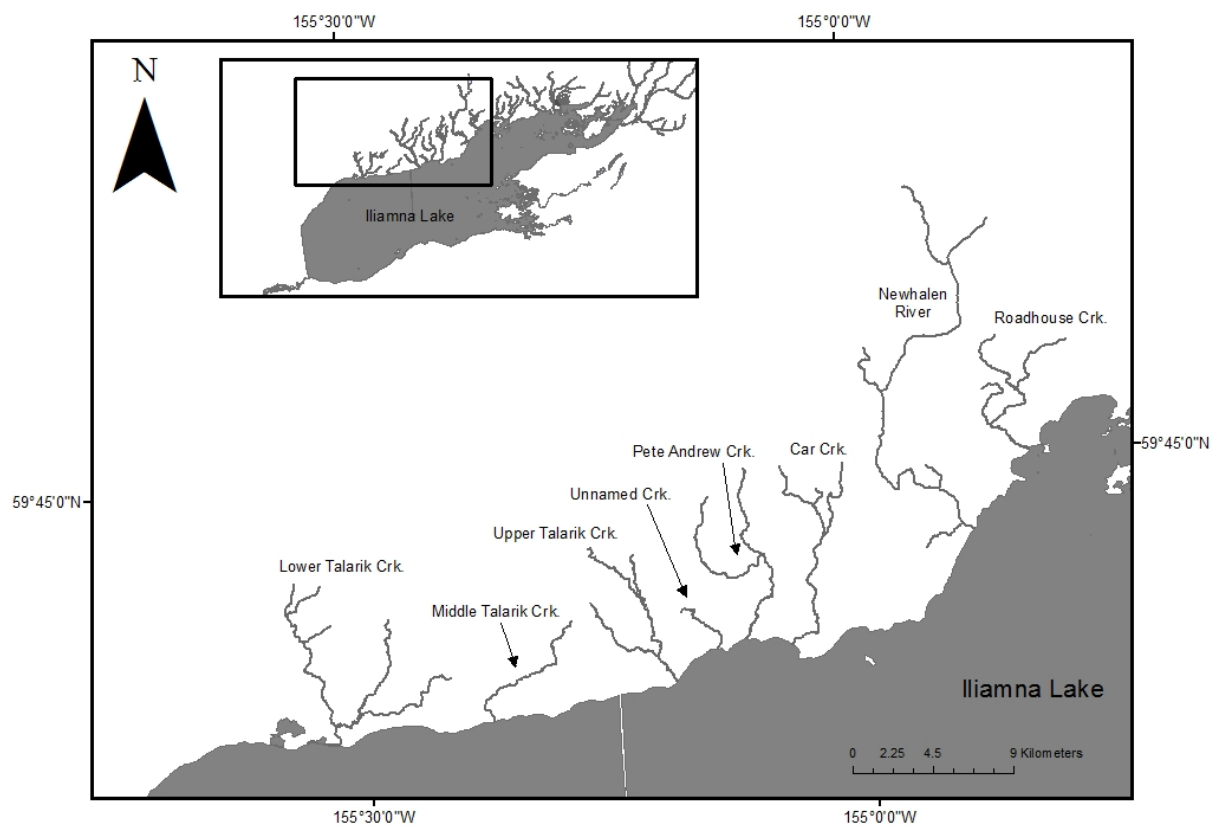 155°30'0"W
155°0'0"W
N
Iliamna Lake
Newhalen
River
Roadhouse Crk.
59°45'0"N
Pete Andrew Crk.
Car Crk.
Unnamed Crk.
59°45'0"N
Upper Talarik Crk.
Lower Talarik Crk.
Middle Talarik Crk.
Iliamna Lake
0 2.25 4.5 9 Kilometers
155°30'0"W
155°0'0"W